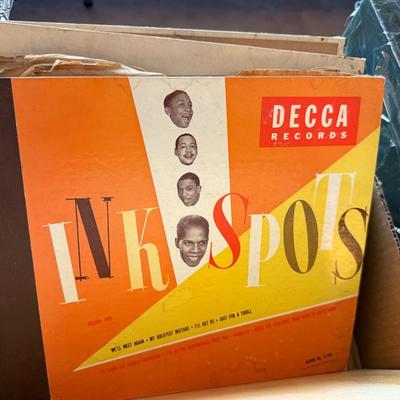 DECCA
RECORDS
INK SPOTS
VOLUME TWO
WE'LL MEET AGAIN • MY GREATEST MISTAKE • I'LL GET BY • JUST FOR A THRILL